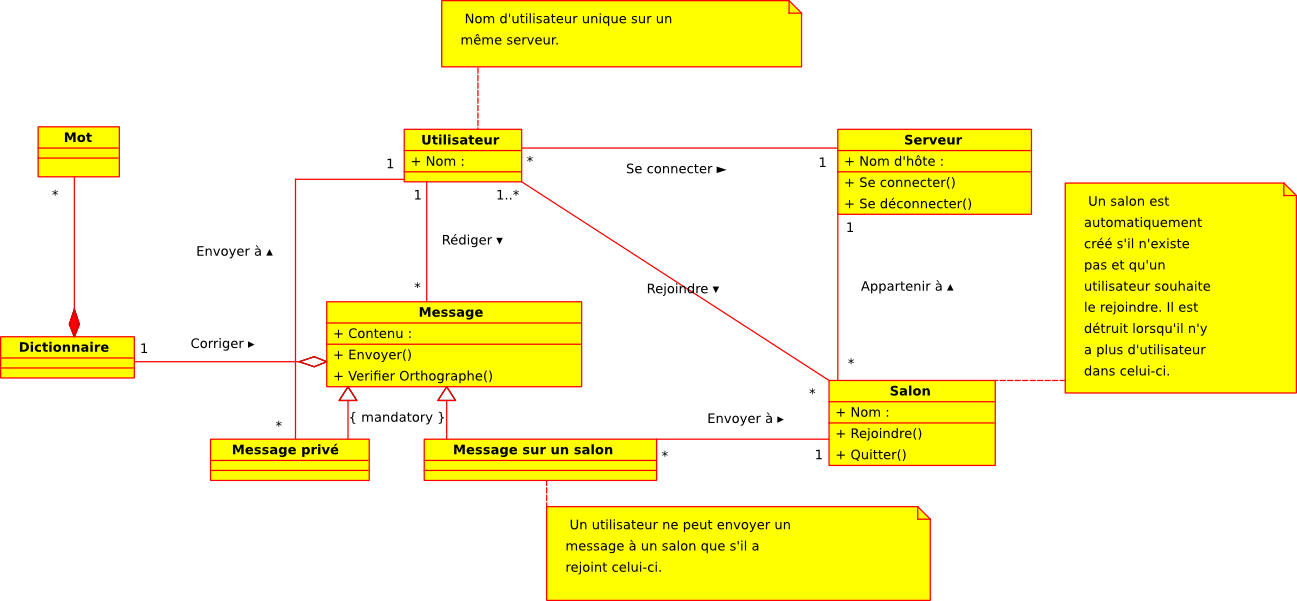 Nom d'utilisateur unique sur un
même serveur.
Mot
*
Utilisateur
+ Nom :
1
*
Se connecter ►
1
Serveur
+ Nom d'hôte :
+ Se connecter()
+ Se déconnecter()
1
1..*
1
Un salon est
automatiquement
créé s'il n'existe
pas et qu'un
utilisateur souhaite
le rejoindre. Il est
détruit lorsqu'il n'y
a plus d'utilisateur
dans celui-ci.
Envoyer à ▴
Rédiger ▾
*
Rejoindre ▾
Appartenir à ▴
*
Dictionnaire
1
Corriger ▸
Message
+ Contenu :
+ Envoyer()
+ Verifier Orthographe()
{ mandatory }
*
Message privé
Message sur un salon
*
Envoyer à ▸
1
*
Salon
+ Nom :
+ Rejoindre()
+ Quitter()
Un utilisateur ne peut envoyer un
message à un salon que s'il a
rejoint celui-ci.